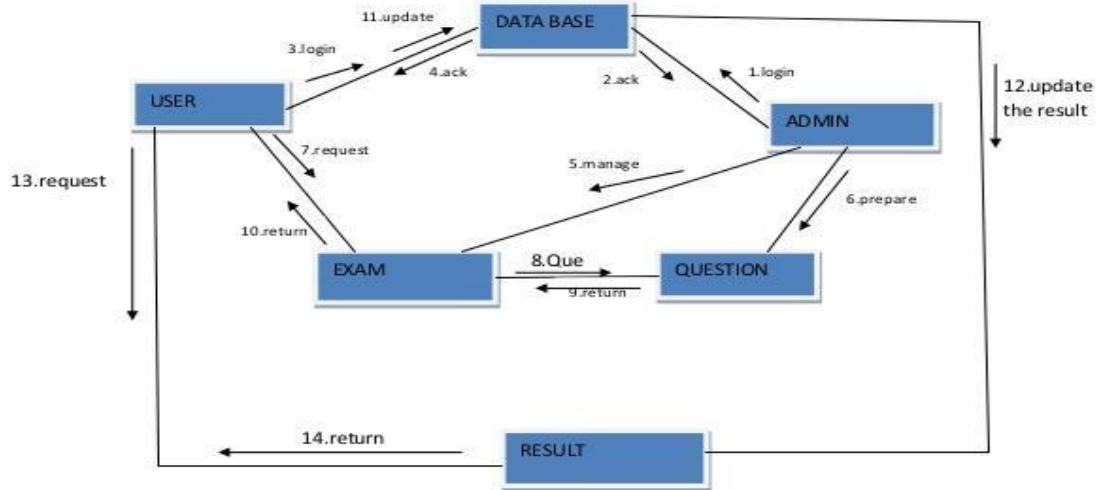 11.update
DATA BASE
3.login
4.ack
2.ack
1.login
12.update
the result
USER
ADMIN
7.request
5.manage
13.request
6.prepare
10.return
EXAM
8.Que
QUESTION
9.return
14.return
RESULT